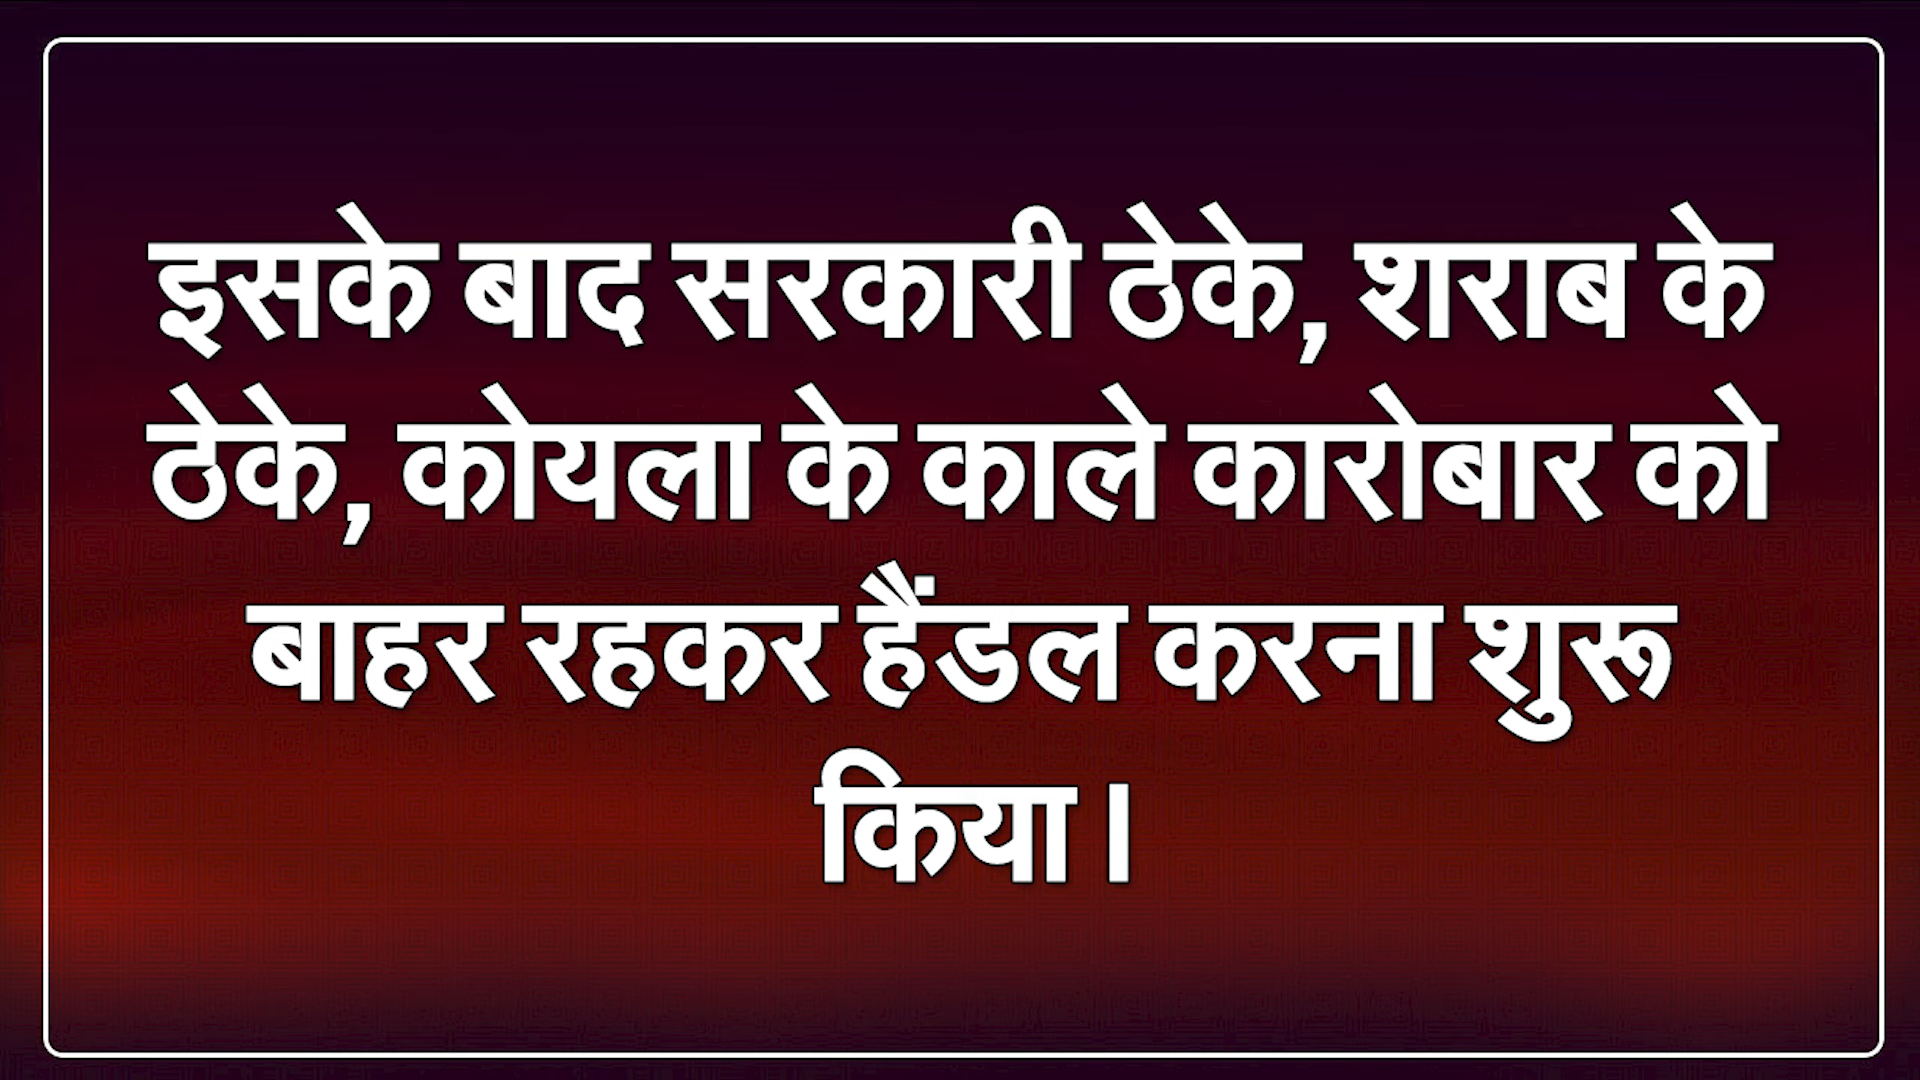 इसके बाद सरकारी ठेके, शराब के
ठेके, कोयला के काले कारोबार को
बाहर रहकर हैंडल करना शुरू
किया।